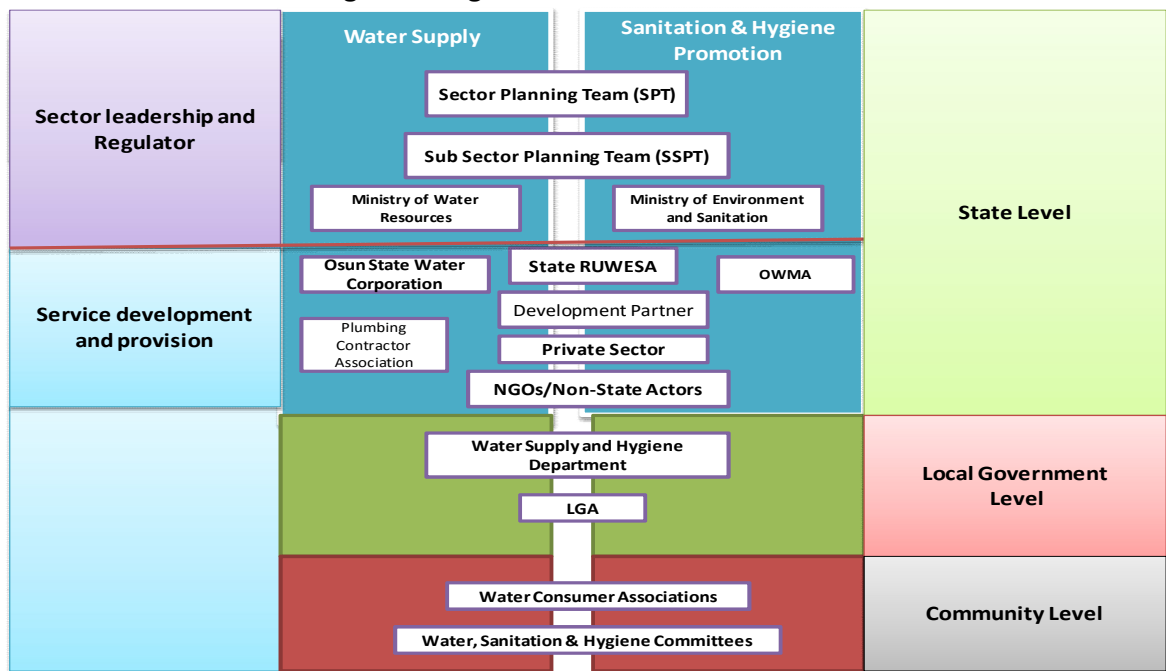 Water Supply
Sanitation & Hygiene
Promotion
Sector Planning Team (SPT)
Sector leadership and
Regulator
Sub Sector Planning Team (SSPT)
Ministry of Water
Resources
Ministry of Environment
and Sanitation
State Level
Osun State Water
Corporation
State RUWESA
OWMA
Service development
and provision
Development Partner
Plumbing
Contractor
Association
Private Sector
NGOs/Non-State Actors
Water Supply and Hygiene
Department
LGA
Local Government
Level
Water Consumer Associations
Water, Sanitation & Hygiene Committees
Community Level